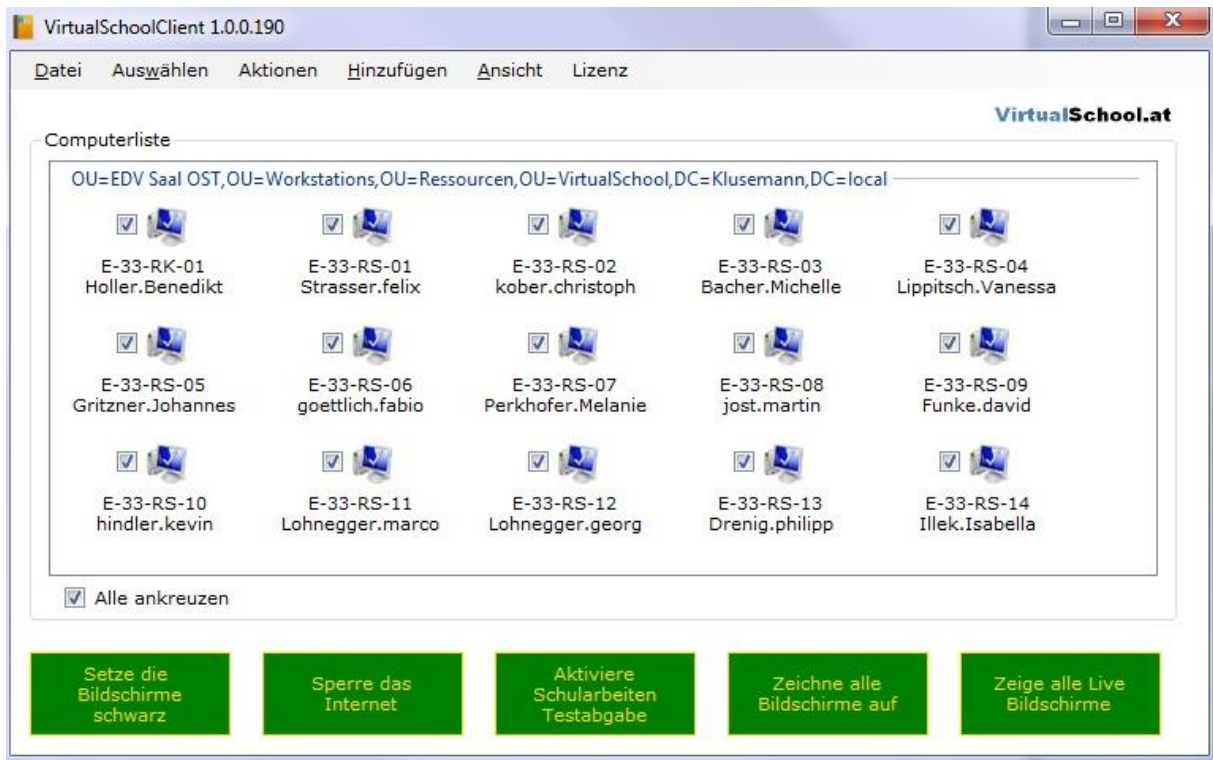 VirtualSchoolClient 1.0.0.190
Datei Auswählen Aktionen Hinzufügen Ansicht Lizenz
VirtualSchool.at
Computerliste
OU=EDV Saal OST,OU=Workstations,OU=Ressourcen,OU=VirtualSchool,DC=Klusemann,DC=local
E-33-RK-01 E-33-RS-01 E-33-RS-02 E-33-RS-03 E-33-RS-04
Holler.Benedikt Strasser.felix kober.christoph Bacher.Michelle Lippitsch.Vanessa
E-33-RS-05 E-33-RS-06 E-33-RS-07 E-33-RS-08 E-33-RS-09
Gritzner.Johannes goettlich.fabio Perkhofer.Melanie jost.martin Funke.david
E-33-RS-10 E-33-RS-11 E-33-RS-12 E-33-RS-13 E-33-RS-14
hindler.kevin Lohnegger.marco Lohnegger.georg Drenig.philipp Illek.Isabella
Alle ankreuzen
Setze die
Bildschirme
schwarz
Sperre das
Internet
Aktiviere
Schularbeiten
Testabgabe
Zeichne alle
Bildschirme auf
Zeige alle Live
Bildschirme